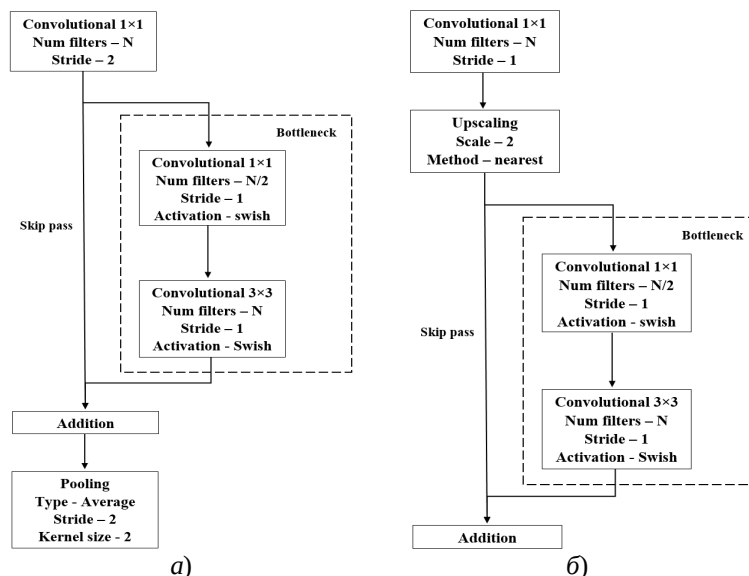 Convolutional 1×1
Num filters – N
Stride – 2
Bottleneck
Convolutional 1×1
Num filters – N/2
Stride – 1
Activation - swish
Skip pass
Convolutional 3×3
Num filters – N
Stride – 1
Activation - Swish
Addition
Pooling
Type - Average
Stride – 2
Kernel size - 2
а)
Convolutional 1×1
Num filters – N
Stride – 1
Upscaling
Scale – 2
Method – nearest
Bottleneck
Convolutional 1×1
Num filters – N/2
Stride – 1
Activation - swish
Skip pass
Convolutional 3×3
Num filters – N
Stride – 1
Activation - Swish
Addition
б)